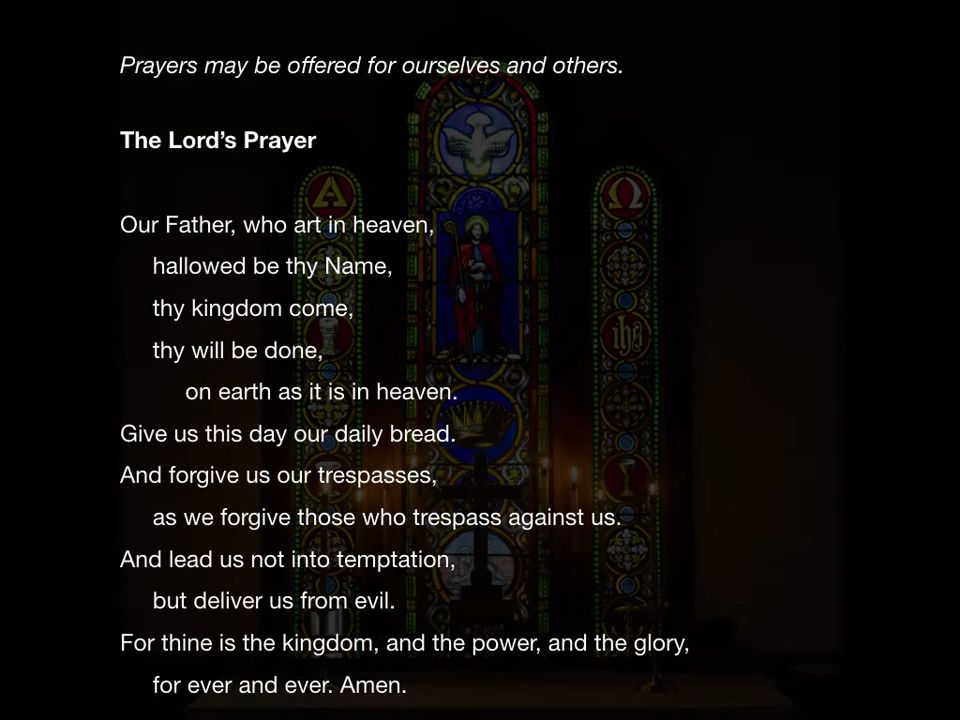 Prayers may be offered for ourselves and others.
The Lord’s Prayer
Our Father, who art in heaven,
hallowed be thy Name,
thy kingdom come,
thy will be done,
on earth as it is in heaven.
Give us this day our daily bread.
And forgive us our trespasses,
as we forgive those who trespass against us.
And lead us not into temptation,
but deliver us from evil.
For thine is the kingdom, and the power, and the glory,
for ever and ever. Amen.
Α
Ω
ihs